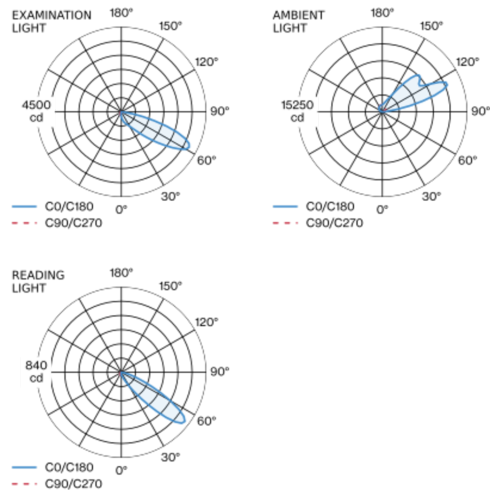 EXAMINATION
LIGHT
180°
150°
120°
4500
cd
90°
60°
30°
0°
C0/C180
C90/C270
AMBIENT
LIGHT
180°
150°
120°
15250
cd
90°
60°
30°
0°
C0/C180
C90/C270
READING
LIGHT
180°
150°
120°
840
cd
90°
60°
30°
0°
C0/C180
C90/C270